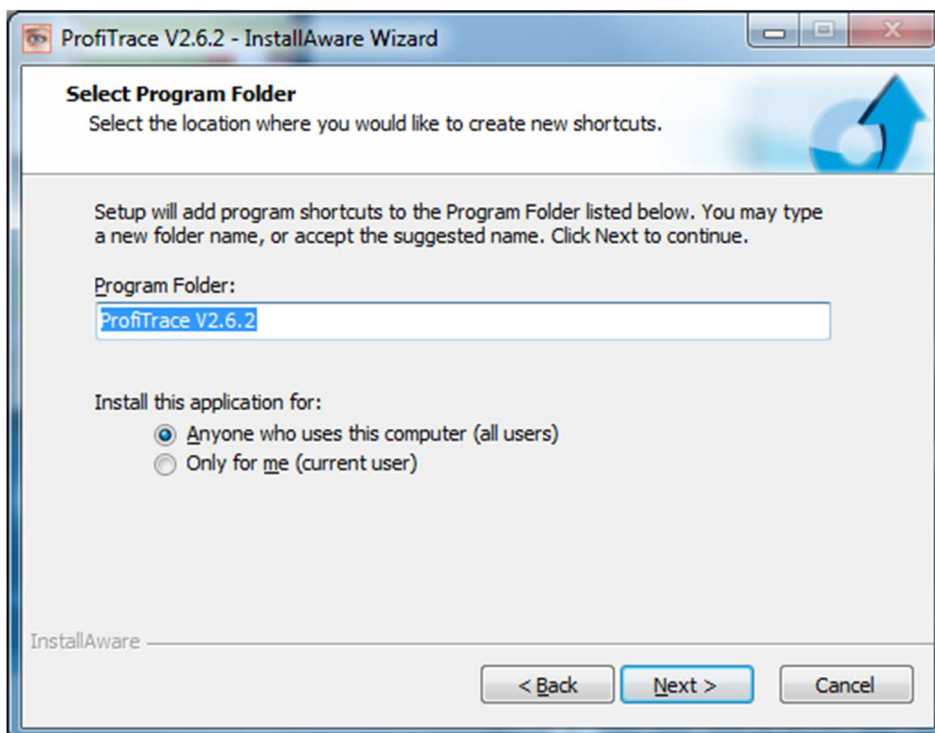 ProfiTrace V2.6.2 - InstallAware Wizard
Select Program Folder
Select the location where you would like to create new shortcuts.
Setup will add program shortcuts to the Program Folder listed below. You may type
a new folder name, or accept the suggested name. Click Next to continue.
Program Folder:
ProfiTrace V2.6.2
Install this application for:
Anyone who uses this computer (all users)
Only for me (current user)
InstallAware
< Back Next > Cancel